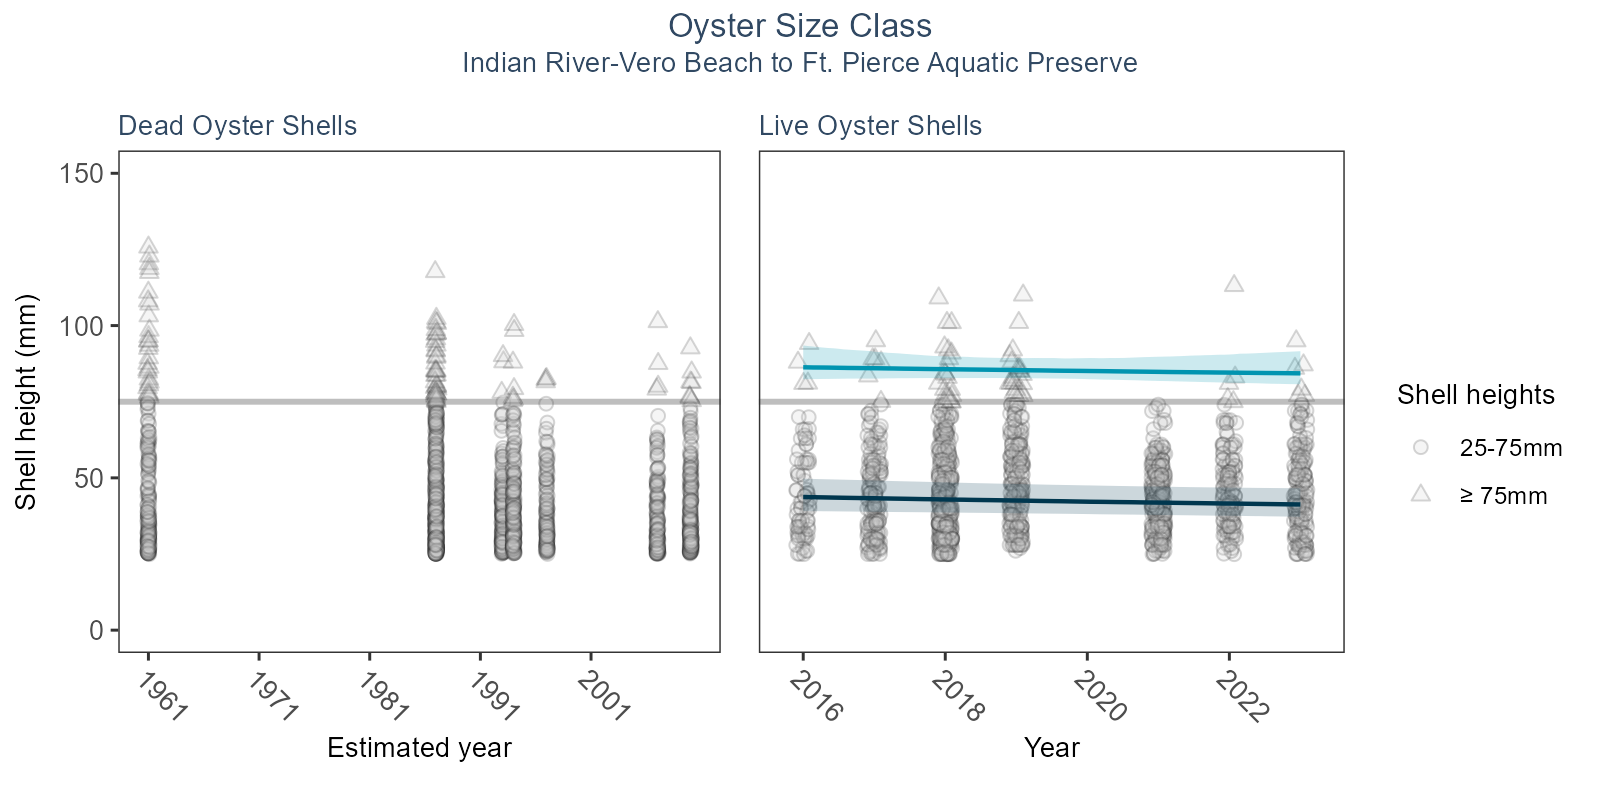 Oyster Size Class
Indian River-Vero Beach to Ft. Pierce Aquatic Preserve
Dead Oyster Shells
Live Oyster Shells
Shell height (mm)
150
100
50
0
1961
1971
1981
1991
2001
Estimated year
2016
2018
2020
2022
Year
Shell heights
25-75mm
≥ 75mm